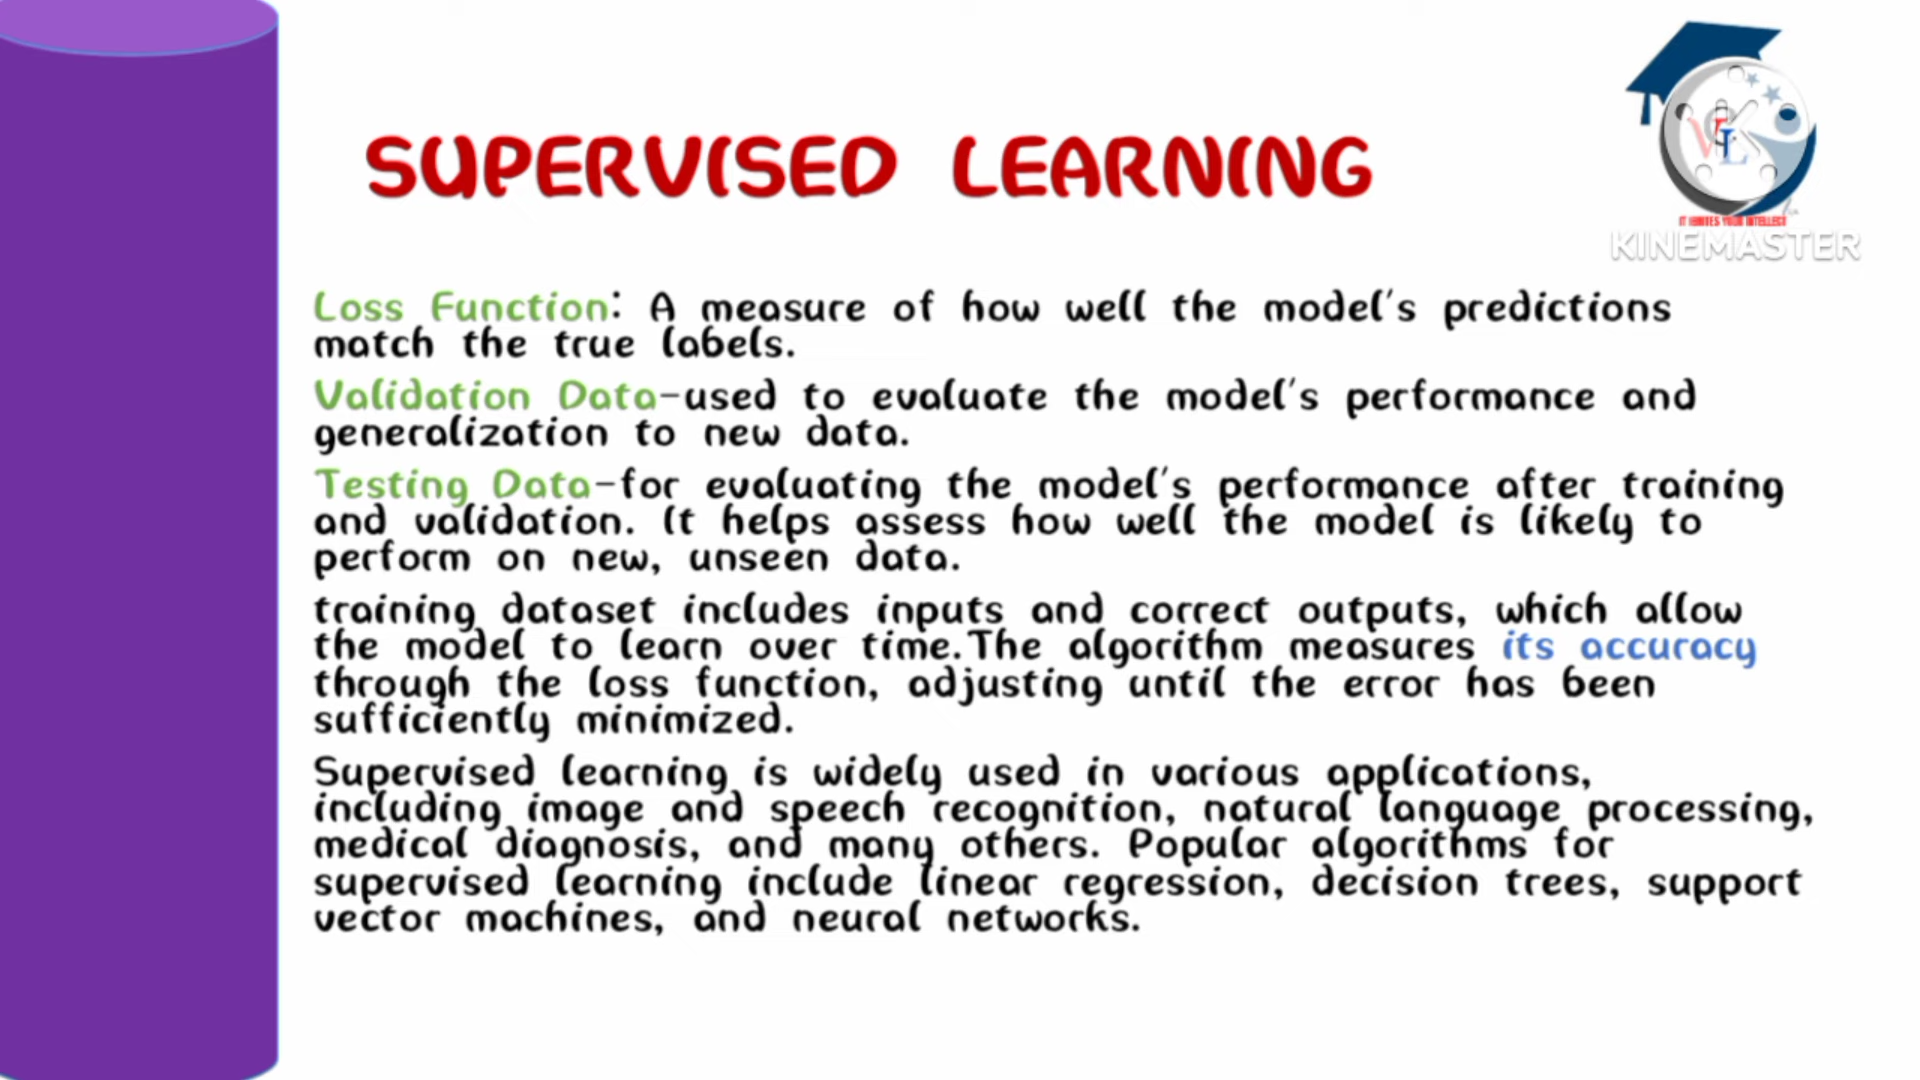 SUPERVISED LEARNING
IT IGNITES YOUR INTELLECT
KINEMASTER
Loss Function: A measure of how well the model's predictions
match the true labels.
Validation Data-used to evaluate the model's performance and
generalization to new data.
Testing Data-for evaluating the model's performance after training
and validation. It helps assess how well the model is likely to
perform on new, unseen data.
training dataset includes inputs and correct outputs, which allow
the model to learn over time.The algorithm measures its accuracy
through the loss function, adjusting until the error has been
sufficiently minimized.
Supervised learning is widely used in various applications,
including image and speech recognition, natural language processing,
medical diagnosis, and many others. Popular algorithms for
supervised learning include linear regression, decision trees, support
vector machines, and neural networks.